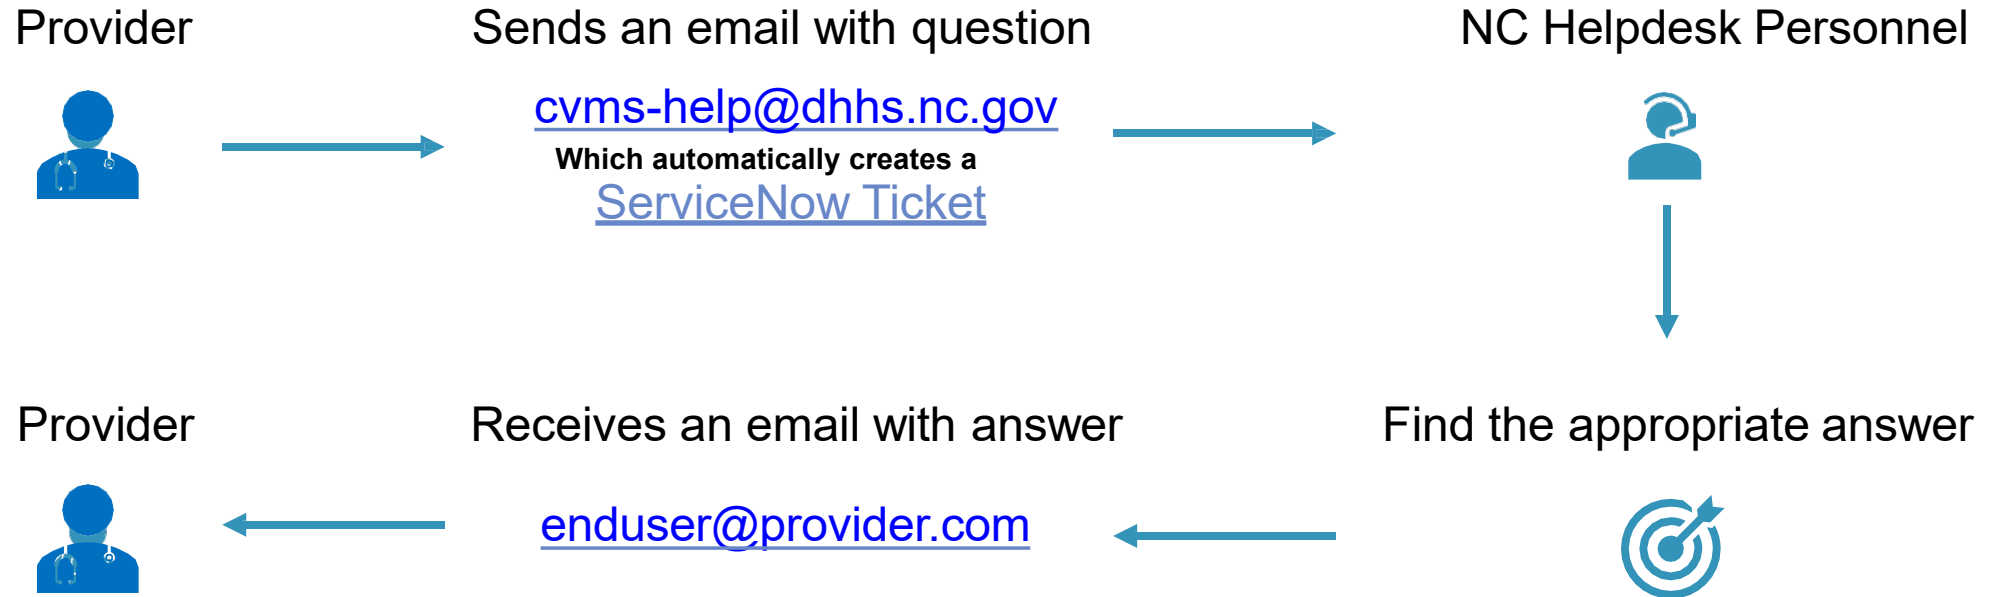 Provider
Sends an email with question
NC Helpdesk Personnel
cvms-help@dhhs.nc.gov
Which automatically creates a
ServiceNow Ticket
Provider
Receives an email with answer
Find the appropriate answer
enduser@provider.com